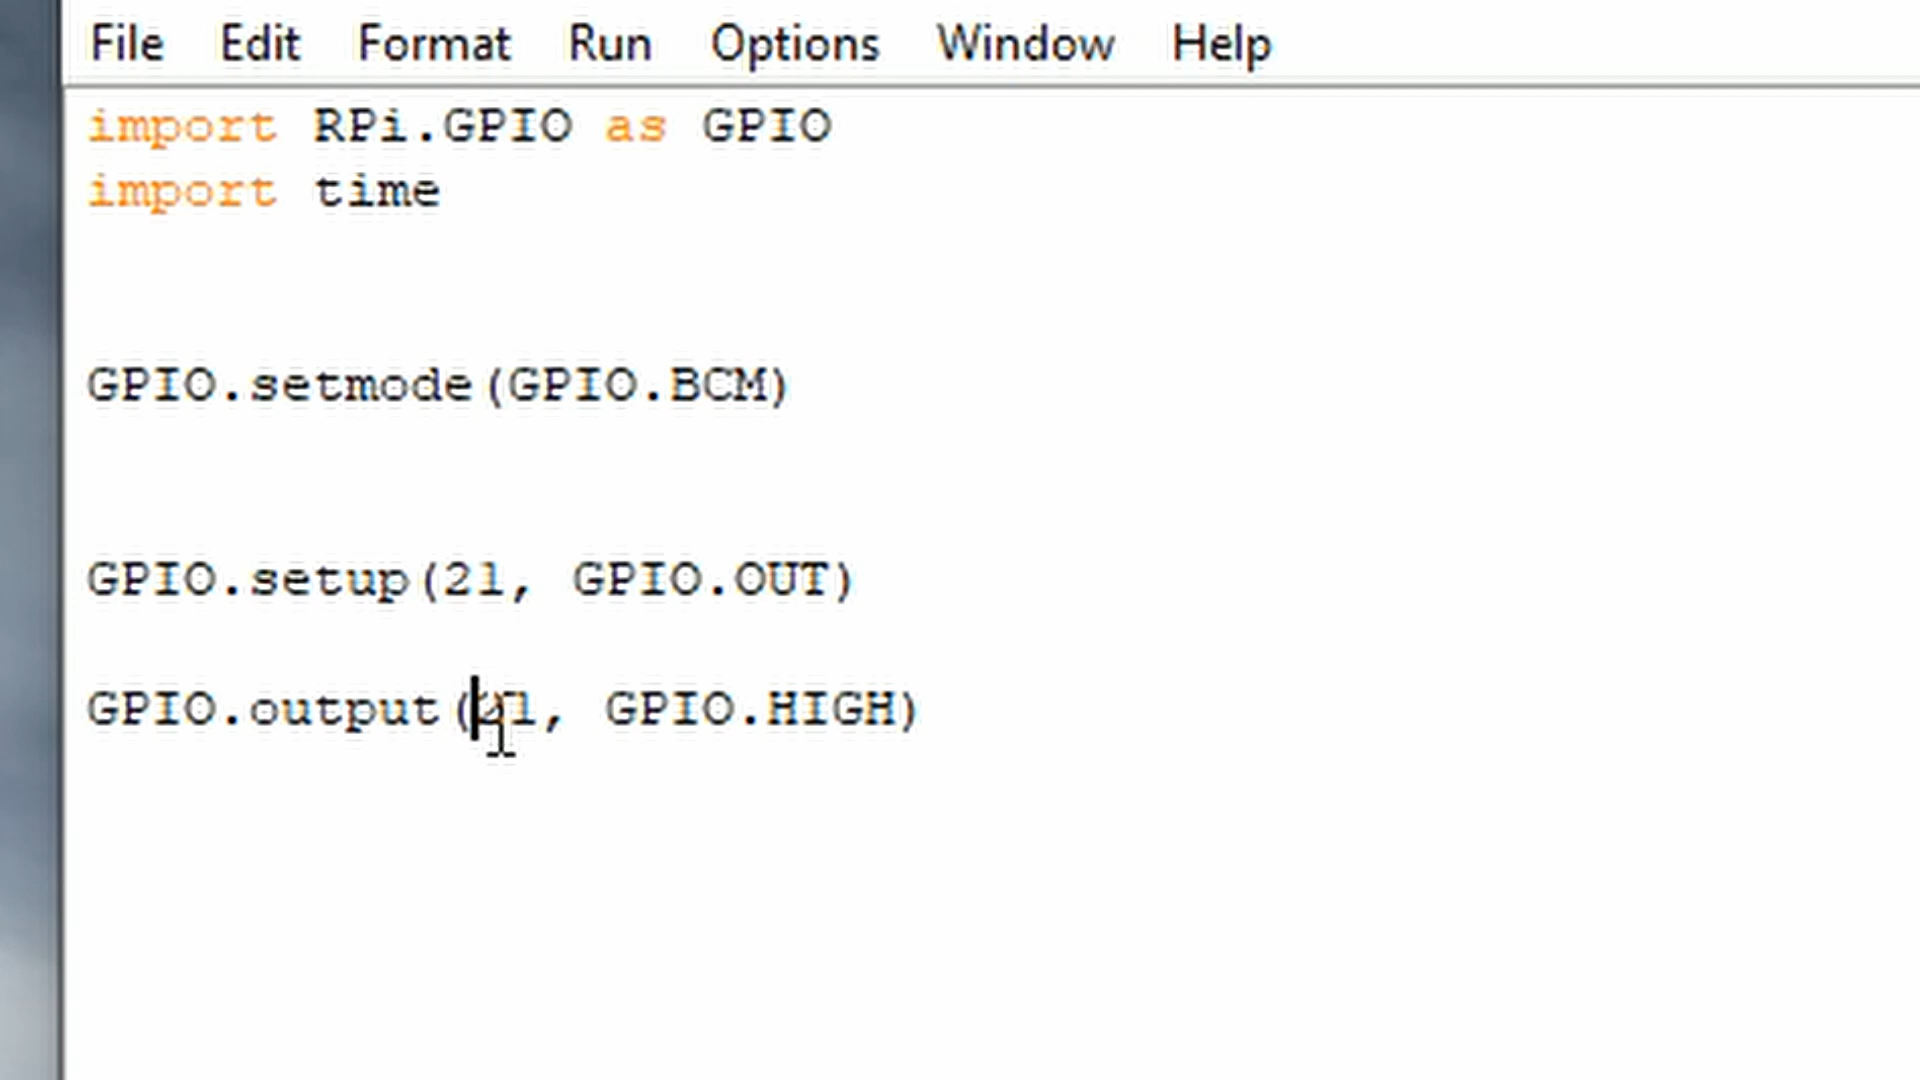 File Edit Format Run Options Window Help
import RPi.GPIO as GPIO
import time
GPIO.setmode(GPIO.BCM)
GPIO.setup(21, GPIO.OUT)
GPIO.output(21, GPIO.HIGH)